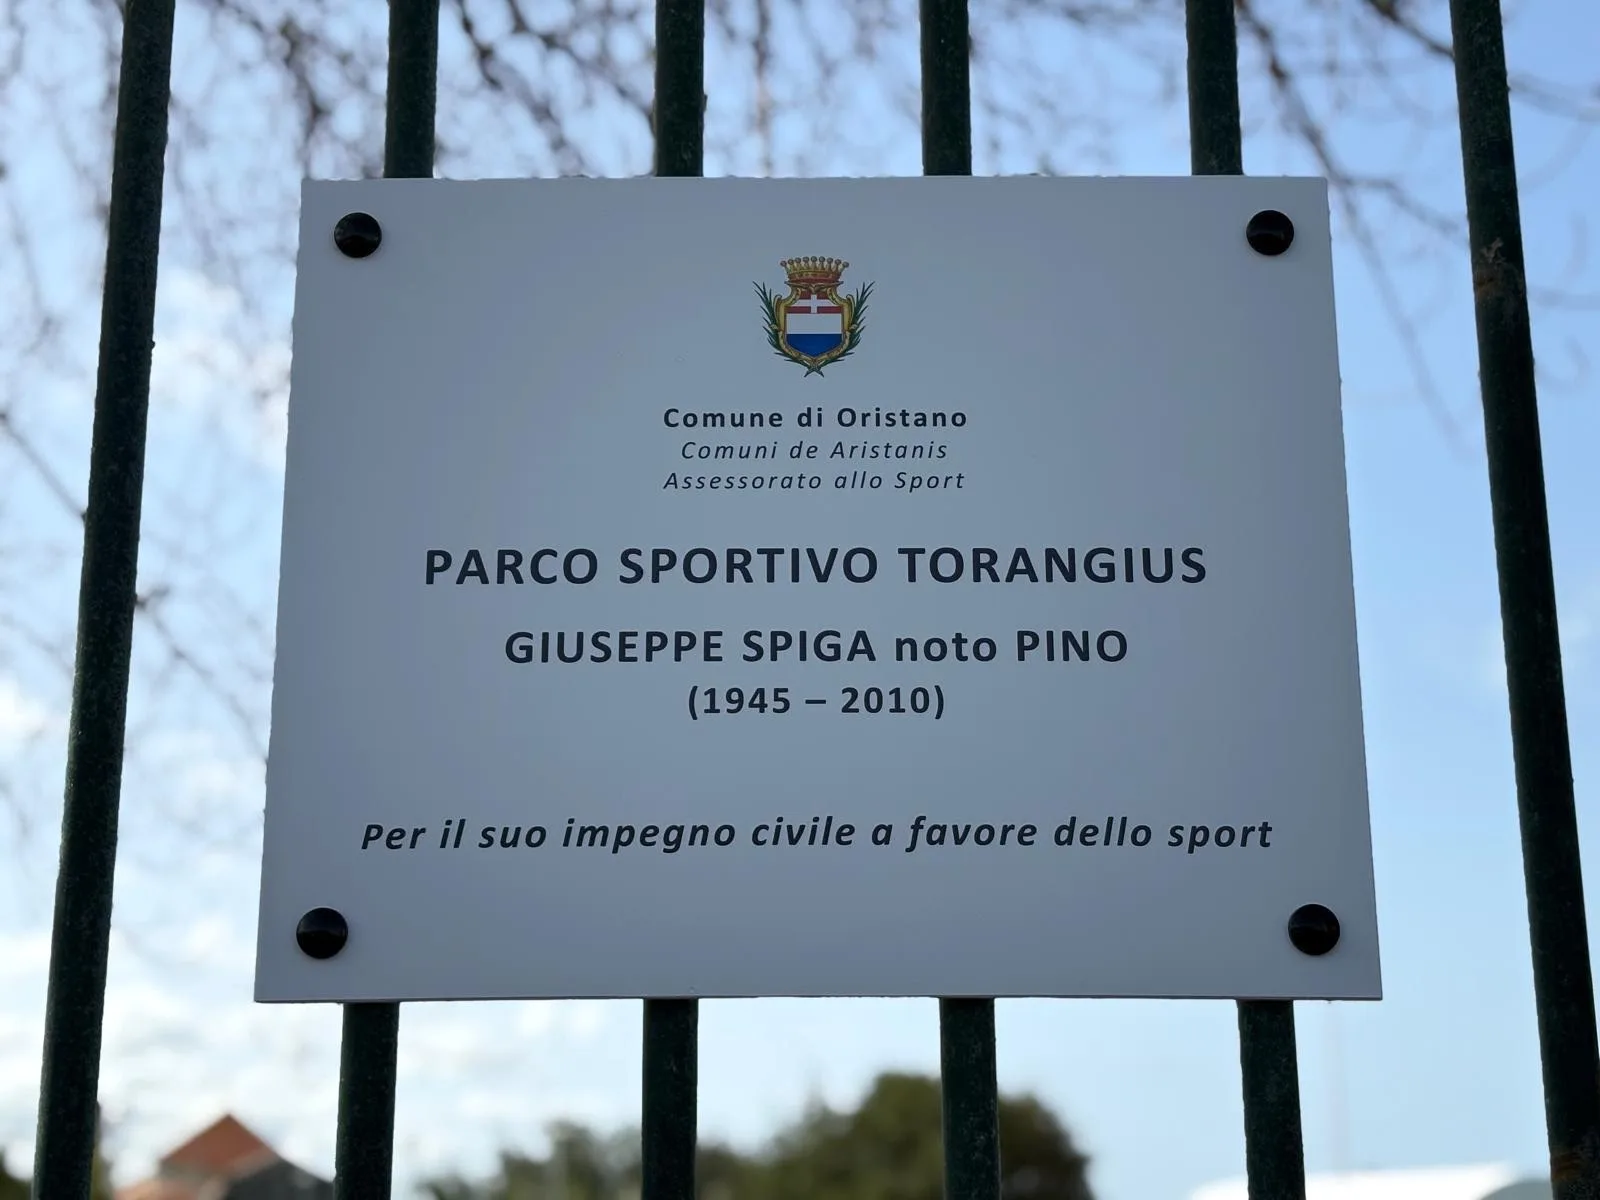 Comune di Oristano
Comuni de Aristanis
Assessorato allo Sport
PARCO SPORTIVO TORANGIUS
GIUSEPPE SPIGA noto PINO
(1945 – 2010)
Per il suo impegno civile a favore dello sport